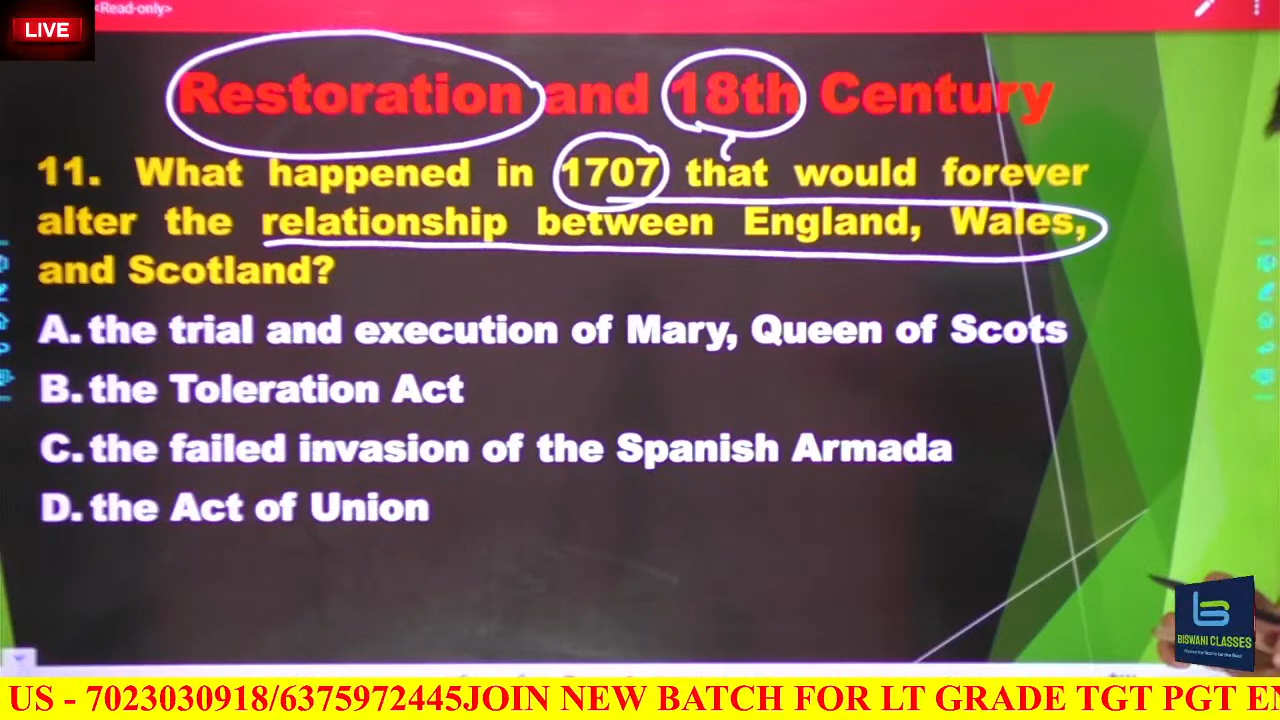 <Read-only>
LIVE
Restoration and 18th Century
11. What happened in 1707 that would forever
alter the relationship between England, Wales,
and Scotland?
A. the trial and execution of Mary, Queen of Scots
B. the Toleration Act
C. the failed invasion of the Spanish Armada
D. the Act of Union
BISWANI CLASSES
US - 7023030918/6375972445JOIN NEW BATCH FOR LT GRADE TGT PGT EN